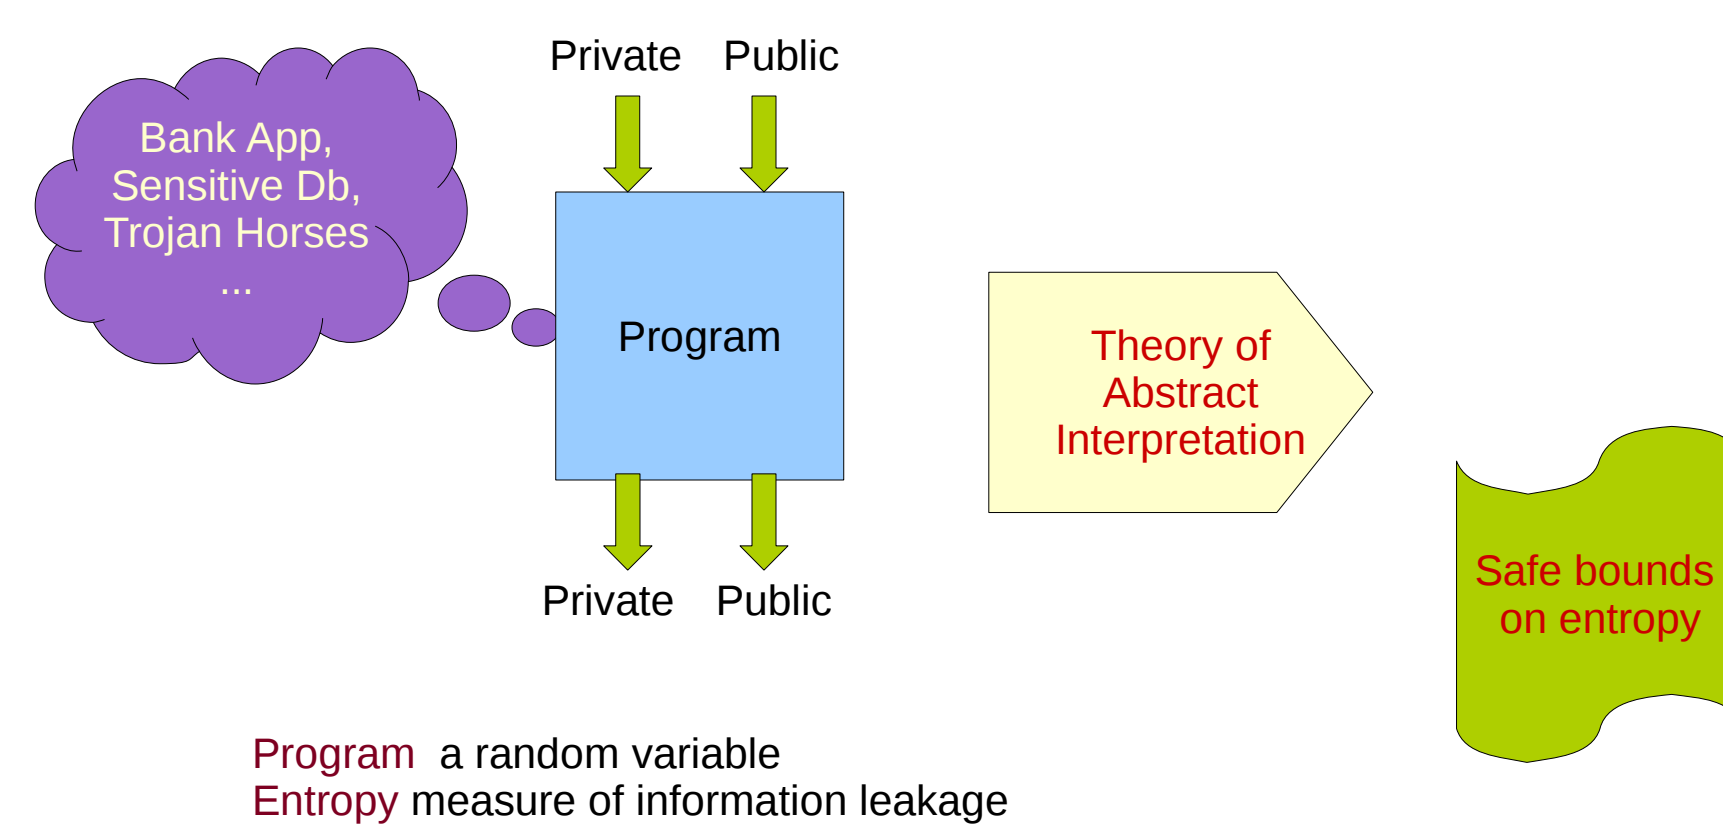 Private Public
Bank App,
Sensitive Db,
Trojan Horses
...
Program
Theory of
Abstract
Interpretation
Safe bounds
on entropy
Private Public
Program a random variable
Entropy measure of information leakage